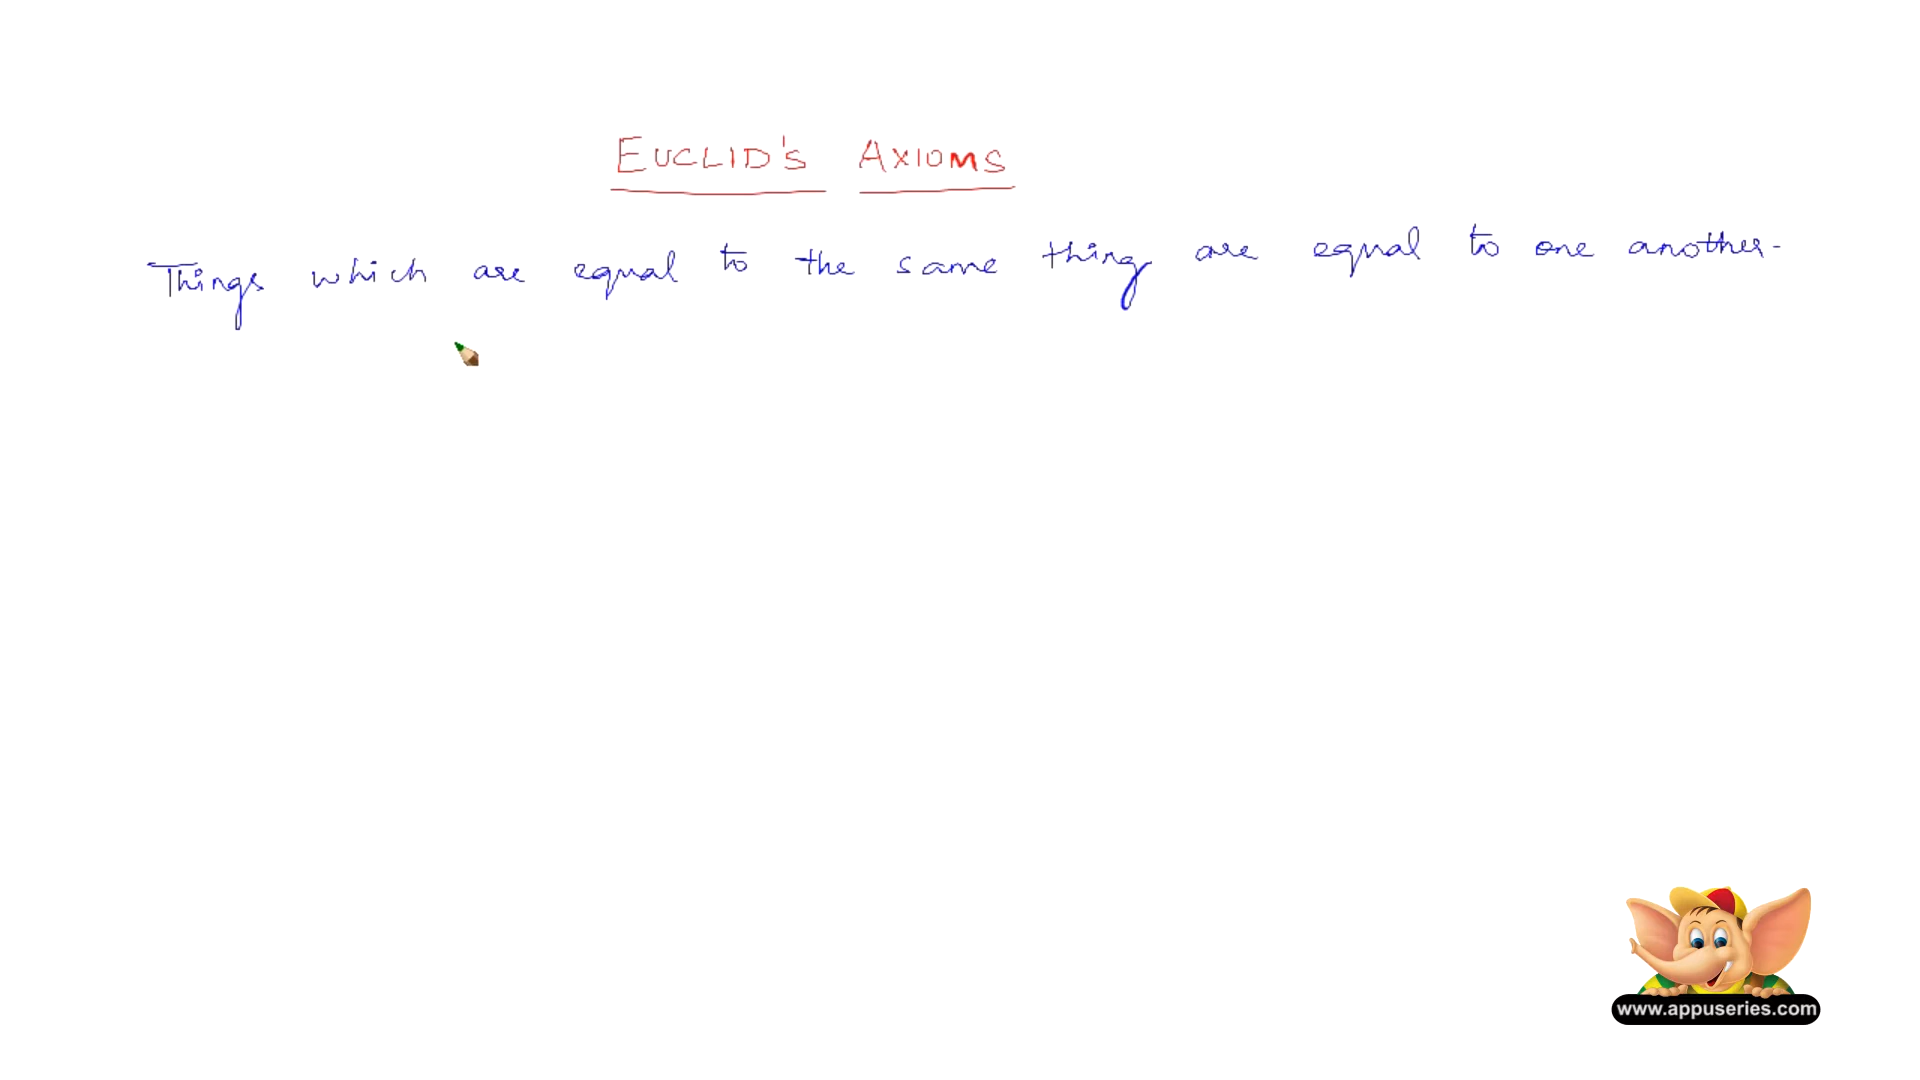 EUCLID'S AXIOMS
Things which are equal to the same thing are equal to one another.
www.appuseries.com